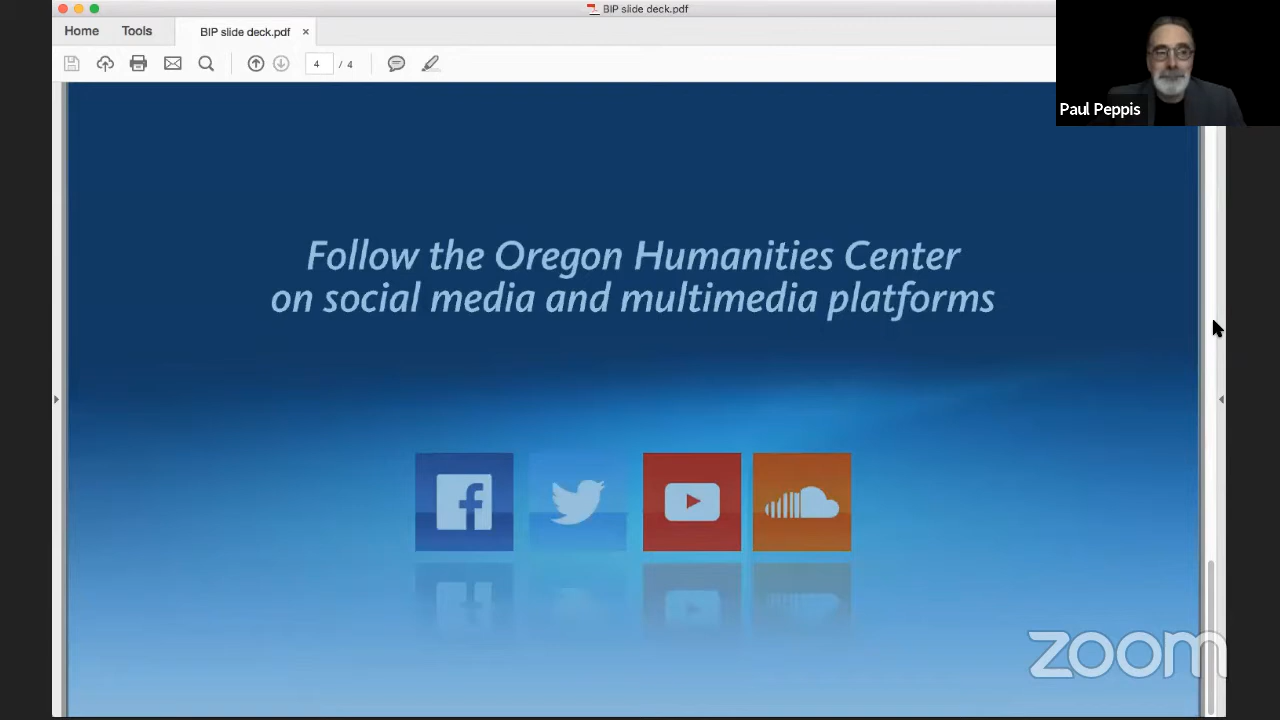 BIP slide deck.pdf
Home Tools BIP slide deck.pdf ×
4 / 4
Paul Peppis
Follow the Oregon Humanities Center
on social media and multimedia platforms
zoom